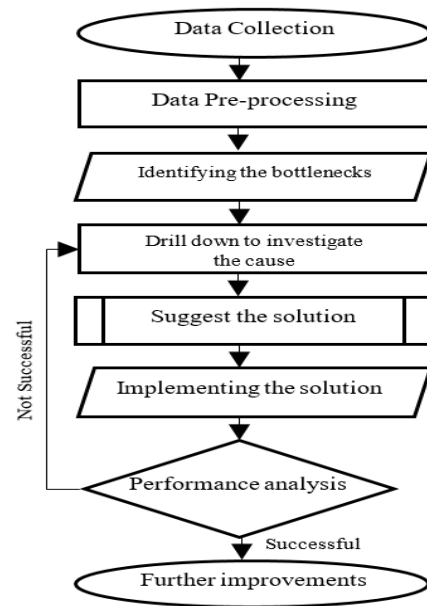 Data Collection
Data Pre-processing
Identifying the bottlenecks
Drill down to investigate
the cause
Suggest the solution
Implementing the solution
Not Successful
Performance analysis
Successful
Further improvements